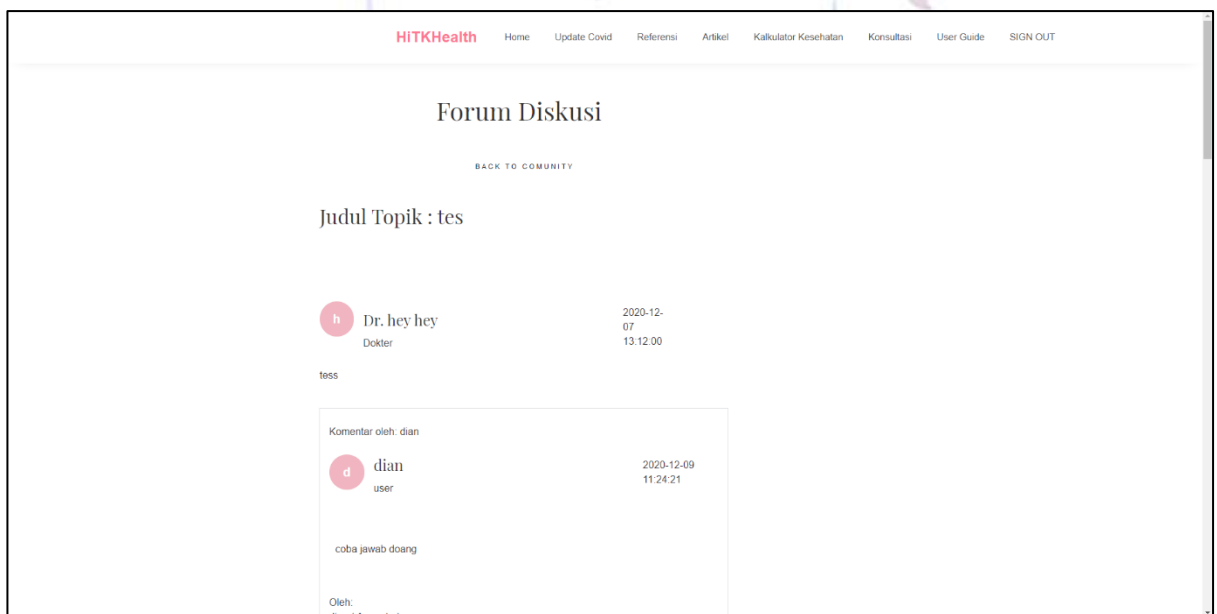 HiTKHealth Home Update Covid Referensi Artikel Kalkulator Kesehatan Konsultasi User Guide SIGN OUT
Forum Diskusi
BACK TO COMUNITY
Judul Topik : tes
h
Dr. hey hey
Dokter
2020-12-
07
13:12:00
tess
Komentar oleh: dian
d
dian
user
2020-12-09
11:24:21
coba jawab doang
Oleh: